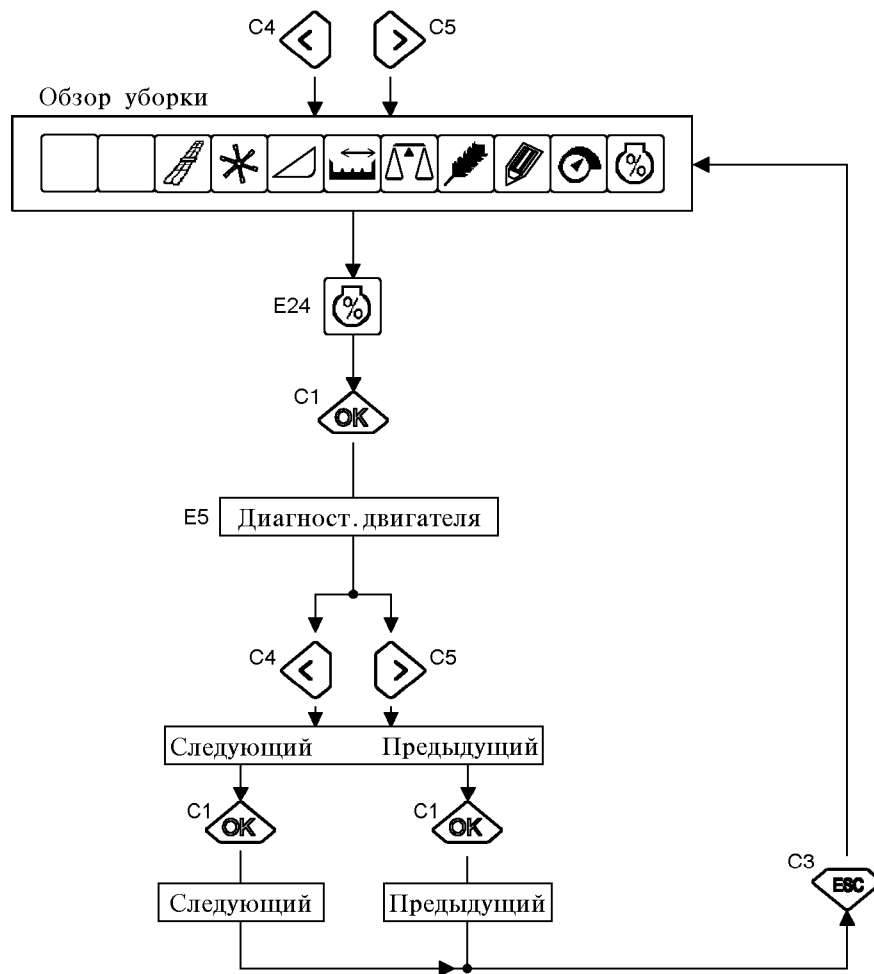 C4 < > C5
Обзор уборки
%
E24 %
C1
OK
E5 Диагност.двигателя
C4 < > C5
Следующий Предыдущий
C1 C1
OK OK
C3
ESC
Следующий Предыдущий